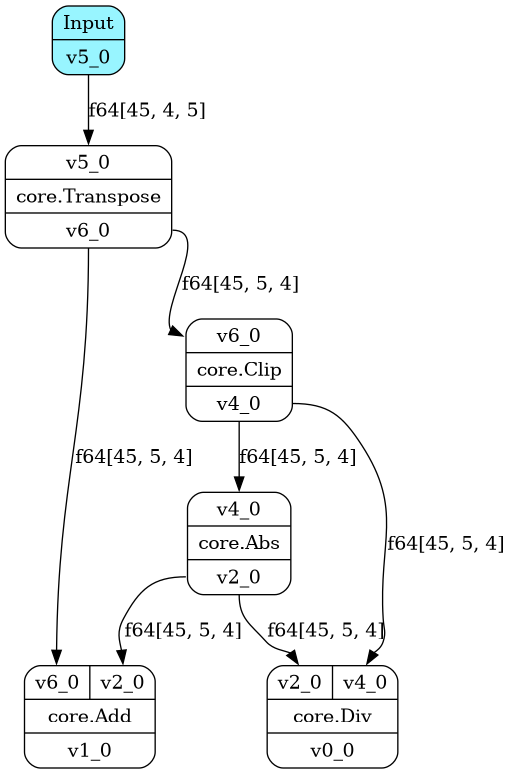 Input
v5_0
f64[45, 4, 5]
v5_0
core.Transpose
v6_0
f64[45, 5, 4]
v6_0
core.Clip
v4_0
f64[45, 5, 4]
f64[45, 5, 4]
v4_0
core.Abs
v2_0
f64[45, 5, 4]
f64[45, 5, 4]
f64[45, 5, 4]
v6_0 v2_0
core.Add
v1_0
v2_0 v4_0
core.Div
v0_0